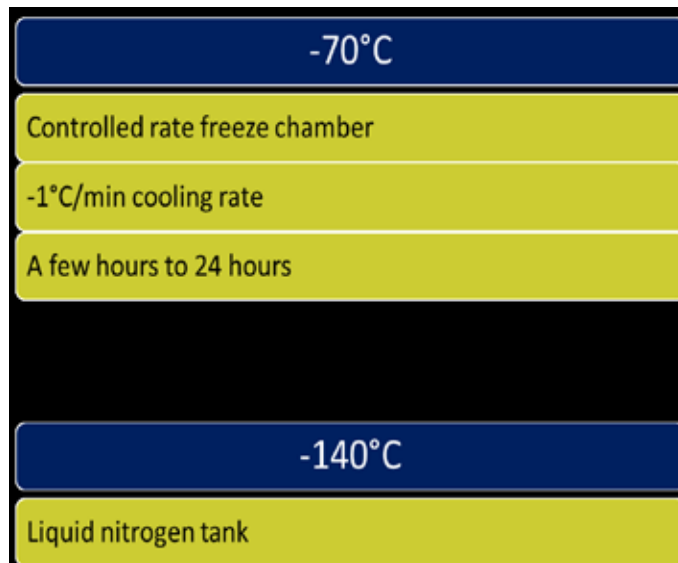 -70°C
Controlled rate freeze chamber
-1°C/min cooling rate
A few hours to 24 hours
-140°C
Liquid nitrogen tank